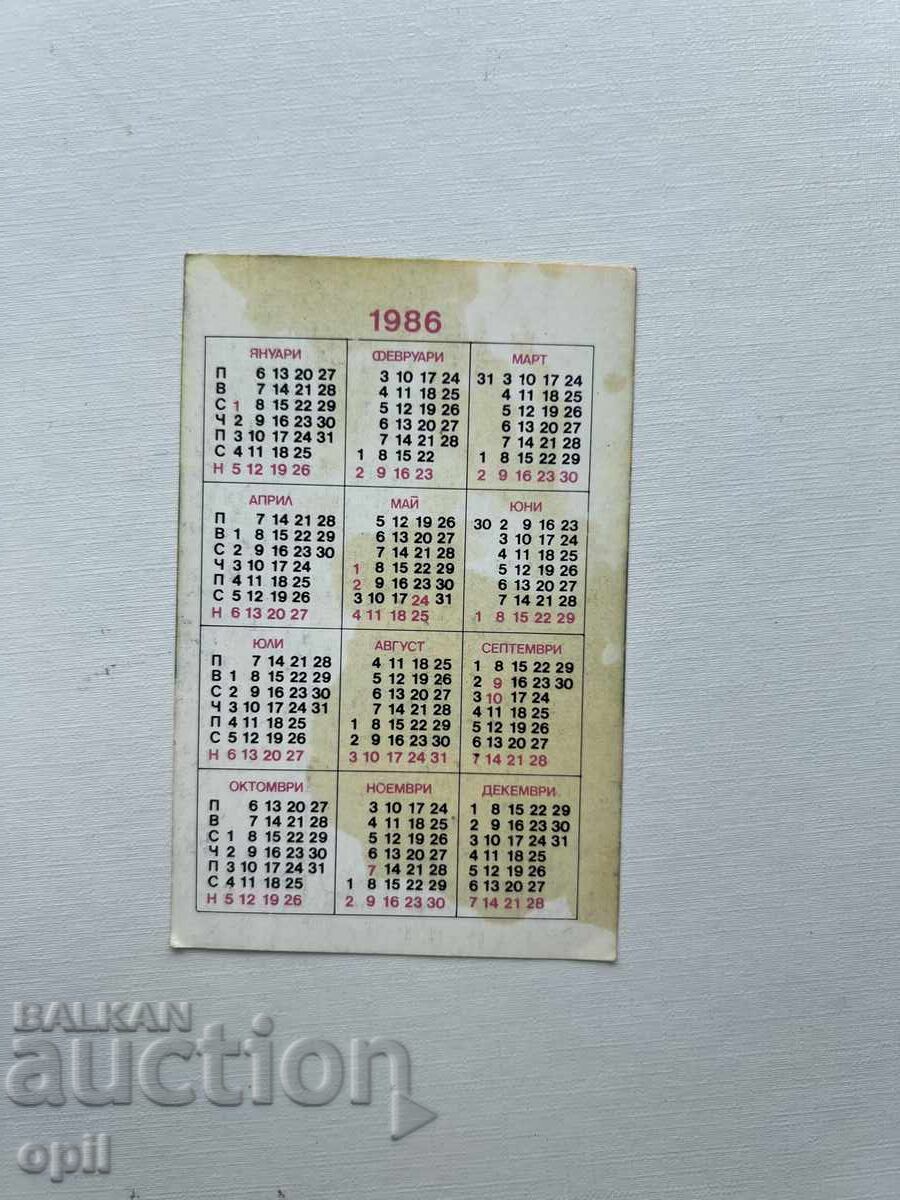 1986
ЯНУАРИ ФЕВРУАРИ МАРТ
П 6 13 20 27 3 10 17 24 31 3 10 17 24
В 7 14 21 28 4 11 18 25 4 11 18 25
С 1 8 15 22 29 5 12 19 26 5 12 19 26
Ч 2 9 16 23 30 6 13 20 27 6 13 20 27
П 3 10 17 24 31 7 14 21 28 7 14 21 28
С 4 11 18 25 1 8 15 22 1 8 15 22 29
Н 5 12 19 26 2 9 16 23 2 9 16 23 30
АПРИЛ МАЙ ЮНИ
П 7 14 21 28 5 12 19 26 30 2 9 16 23
В 1 8 15 22 29 6 13 20 27 3 10 17 24
С 2 9 16 23 30 7 14 21 28 4 11 18 25
Ч 3 10 17 24 1 8 15 22 29 5 12 19 26
П 4 11 18 25 2 9 16 23 30 6 13 20 27
С 5 12 19 26 3 10 17 24 31 7 14 21 28
Н 6 13 20 27 4 11 18 25 1 8 15 22 29
ЮЛИ АВГУСТ СЕПТЕМВРИ
П 7 14 21 28 4 11 18 25 1 8 15 22 29
В 1 8 15 22 29 5 12 19 26 2 9 16 23 30
С 2 9 16 23 30 6 13 20 27 3 10 17 24
Ч 3 10 17 24 31 7 14 21 28 4 11 18 25
П 4 11 18 25 1 8 15 22 29 5 12 19 26
С 5 12 19 26 2 9 16 23 30 6 13 20 27
Н 6 13 20 27 3 10 17 24 31 7 14 21 28
ОКТОМВРИ НОЕМВРИ ДЕКЕМВРИ
П 6 13 20 27 3 10 17 24 1 8 15 22 29
В 7 14 21 28 4 11 18 25 2 9 16 23 30
С 1 8 15 22 29 5 12 19 26 3 10 17 24 31
Ч 2 9 16 23 30 6 13 20 27 4 11 18 25
П 3 10 17 24 31 7 14 21 28 5 12 19 26
С 4 11 18 25 1 8 15 22 29 6 13 20 27
Н 5 12 19 26 2 9 16 23 30 7 14 21 28
BALKAN
auction
opil